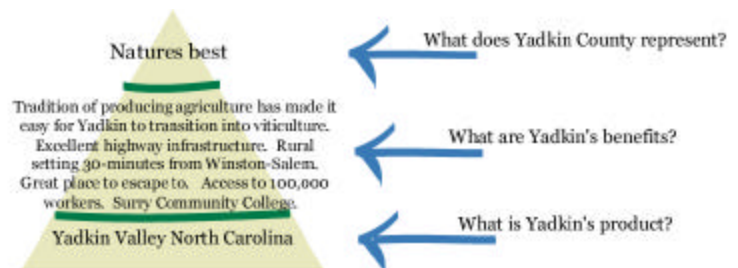 Natures best
What does Yadkin County represent?
Tradition of producing agriculture has made it
easy for Yadkin to transition into viticulture.
Excellent highway infrastructure. Rural
setting 30-minutes from Winston-Salem.
Great place to escape to. Access to 100,000
workers. Surry Community College.
What are Yadkin's benefits?
Yadkin Valley North Carolina
What is Yadkin's product?